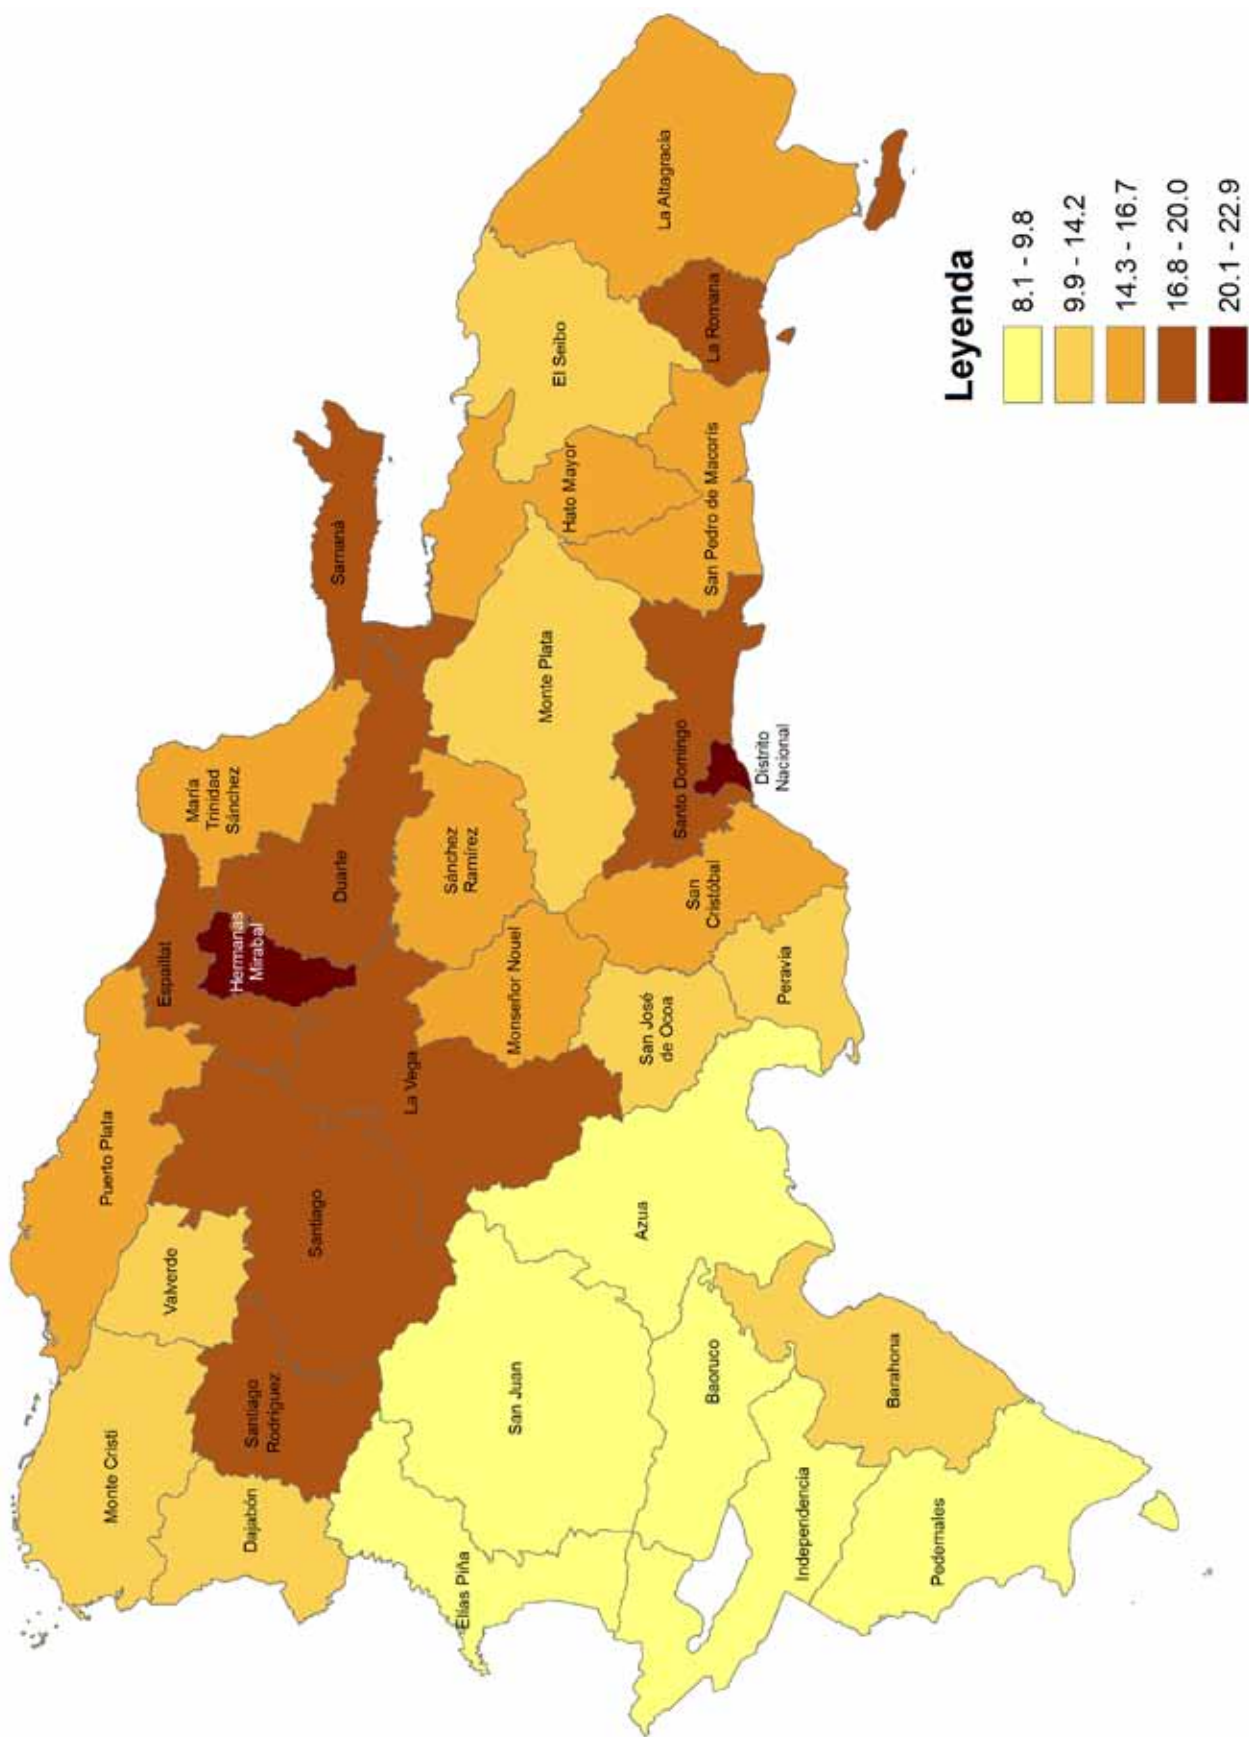 Puerto Plata
Monte Cristi
Espaillat
Valverde
María
Trinidad
Sánchez
Hermanas
Mirabal
Dajabón
Santiago
Rodríguez
Santiago
Duarte
Samaná
La Vega
Sánchez
Ramírez
Elías Piña
Monseñor Nouel
San Juan
Monte Plata
El Seibo
Hato Mayor
San José
de Ocoa
Azua
La Altagracia
Santo Domingo
San
Cristóbal
San Pedro de Macorís
La Romana
Baoruco
Distrito
Nacional
Peravia
Independencia
Barahona
Pedernales
Leyenda
8.1 - 9.8
9.9 - 14.2
14.3 - 16.7
16.8 - 20.0
20.1 - 22.9